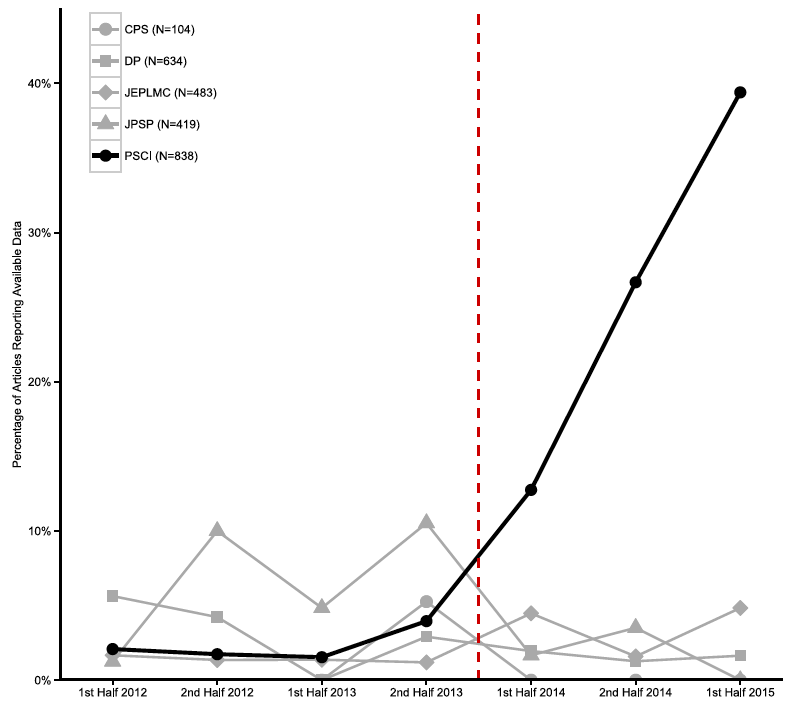 CPS (N=104)
DP (N=634)
JEPLMC (N=483)
JPSP (N=419)
PSCI (N=838)
Percentage of Articles Reporting Available Data
40%
30%
20%
10%
0%
1st Half 2012
2nd Half 2012
1st Half 2013
2nd Half 2013
1st Half 2014
2nd Half 2014
1st Half 2015